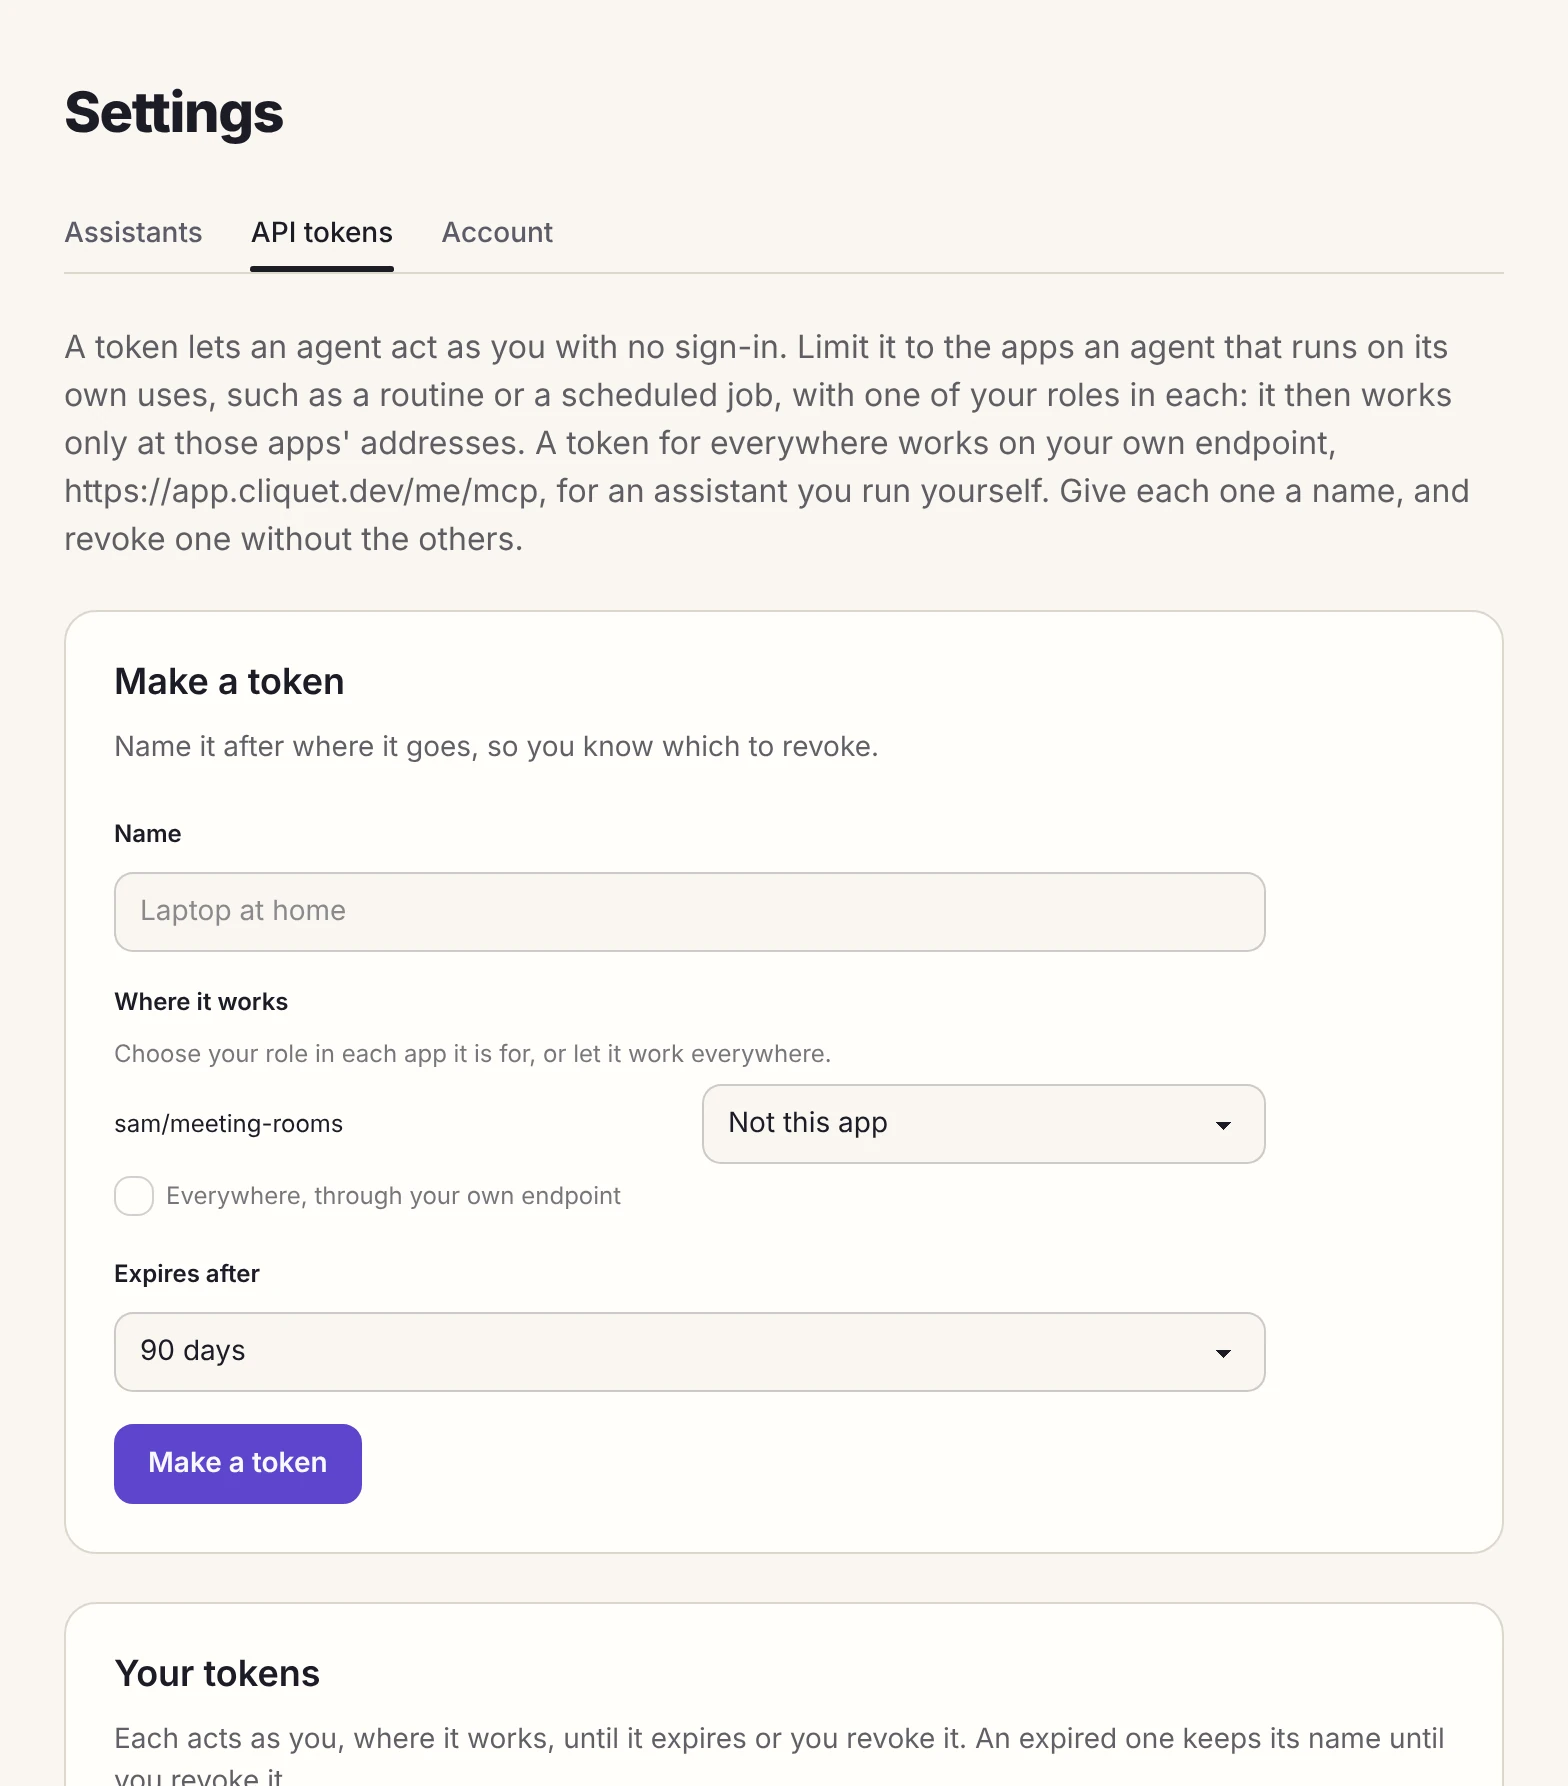 Settings
Assistants
API tokens
Account
A token lets an agent act as you with no sign-in. Limit it to the apps an agent that runs on its
own uses, such as a routine or a scheduled job, with one of your roles in each: it then works
only at those apps' addresses. A token for everywhere works on your own endpoint,
https://app.cliquet.dev/me/mcp, for an assistant you run yourself. Give each one a name, and
revoke one without the others.
Make a token
Name it after where it goes, so you know which to revoke.
Name
Laptop at home
Where it works
Choose your role in each app it is for, or let it work everywhere.
sam/meeting-rooms
Not this app
Everywhere, through your own endpoint
Expires after
90 days
Make a token
Your tokens
Each acts as you, where it works, until it expires or you revoke it. An expired one keeps its name until
you revoke it